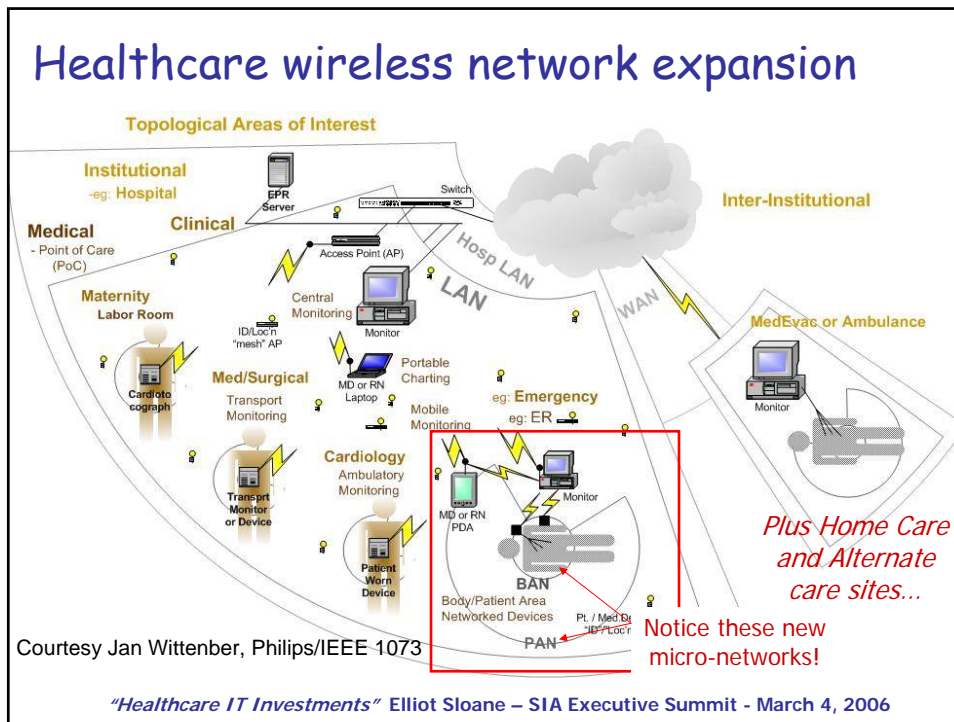 Healthcare wireless network expansion
Topological Areas of Interest
Institutional
-eg: Hospital
EPR
Server
Switch
Inter-Institutional
Medical
- Point of Care
(PoC)
Clinical
Access Point (AP)
Hosp LAN
LAN
WAN
Maternity
Labor Room
Central
Monitoring
Monitor
ID/Loc'n
"mesh" AP
MedEvac or Ambulance
Monitor
Cardioto
cograph
Med/Surgical
Transport
Monitoring
MD or RN
Laptop
Portable
Charting
eg: Emergency
eg: ER
Mobile
Monitoring
Cardiology
Ambulatory
Monitoring
Transprt
Monitor
or Device
MD or RN
PDA
Monitor
Patient
Worn
Device
BAN
Body/Patient Area
Networked Devices
PAN
Pt. / Med.De
"ID"/Loc'n
Plus Home Care
and Alternate
care sites…
Notice these new
micro-networks!
Courtesy Jan Wittenber, Philips/IEEE 1073
"Healthcare IT Investments" Elliot Sloane – SIA Executive Summit - March 4, 2006